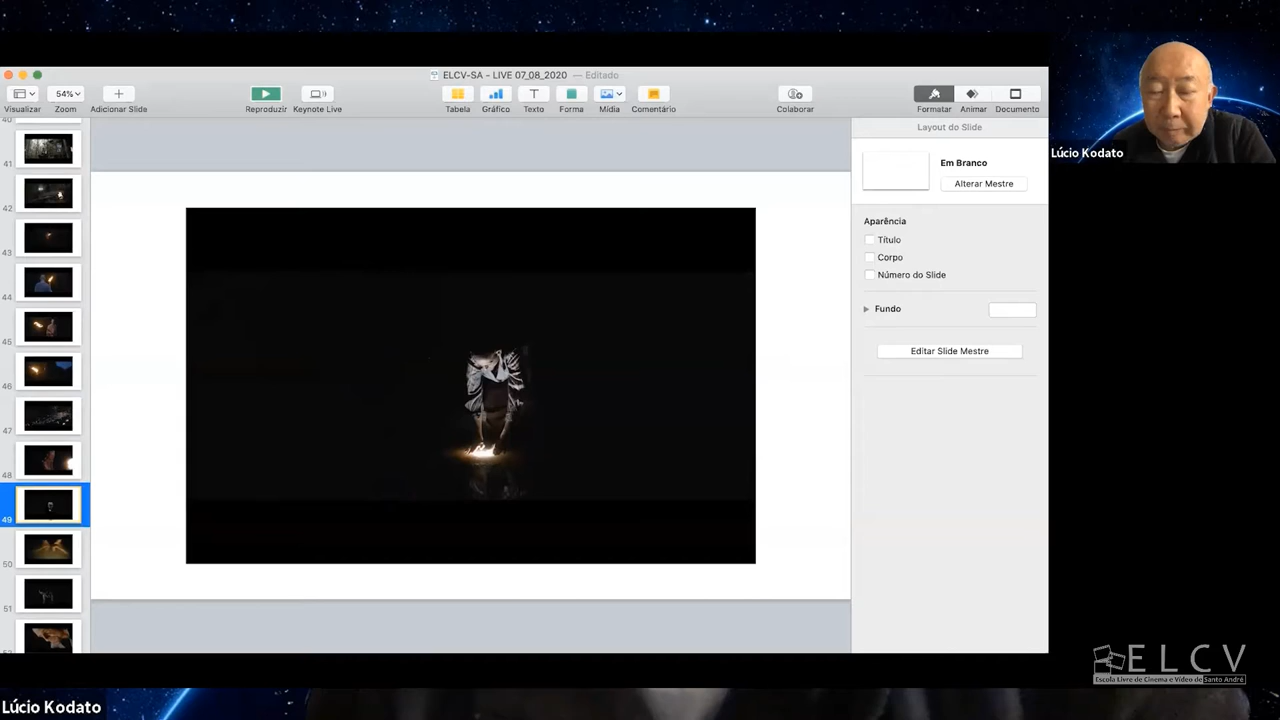 ELCV-SA - LIVE 07_08_2020 — Editado
Visualizar
54%
Zoom
Adicionar Slide
Reproduzir
Keynote Live
Tabela
Gráfico
Texto
Forma
Mídia
Comentário
Colaborar
Formatar
Animar
Documento
40
41
42
43
44
45
46
47
48
49
50
51
Layout do Slide
Em Branco
Alterar Mestre
Aparência
Título
Corpo
Número do Slide
Fundo
Editar Slide Mestre
Lúcio Kodato
ELCV
Escola Livre de Cinema e Vídeo de Santo André
Lúcio Kodato